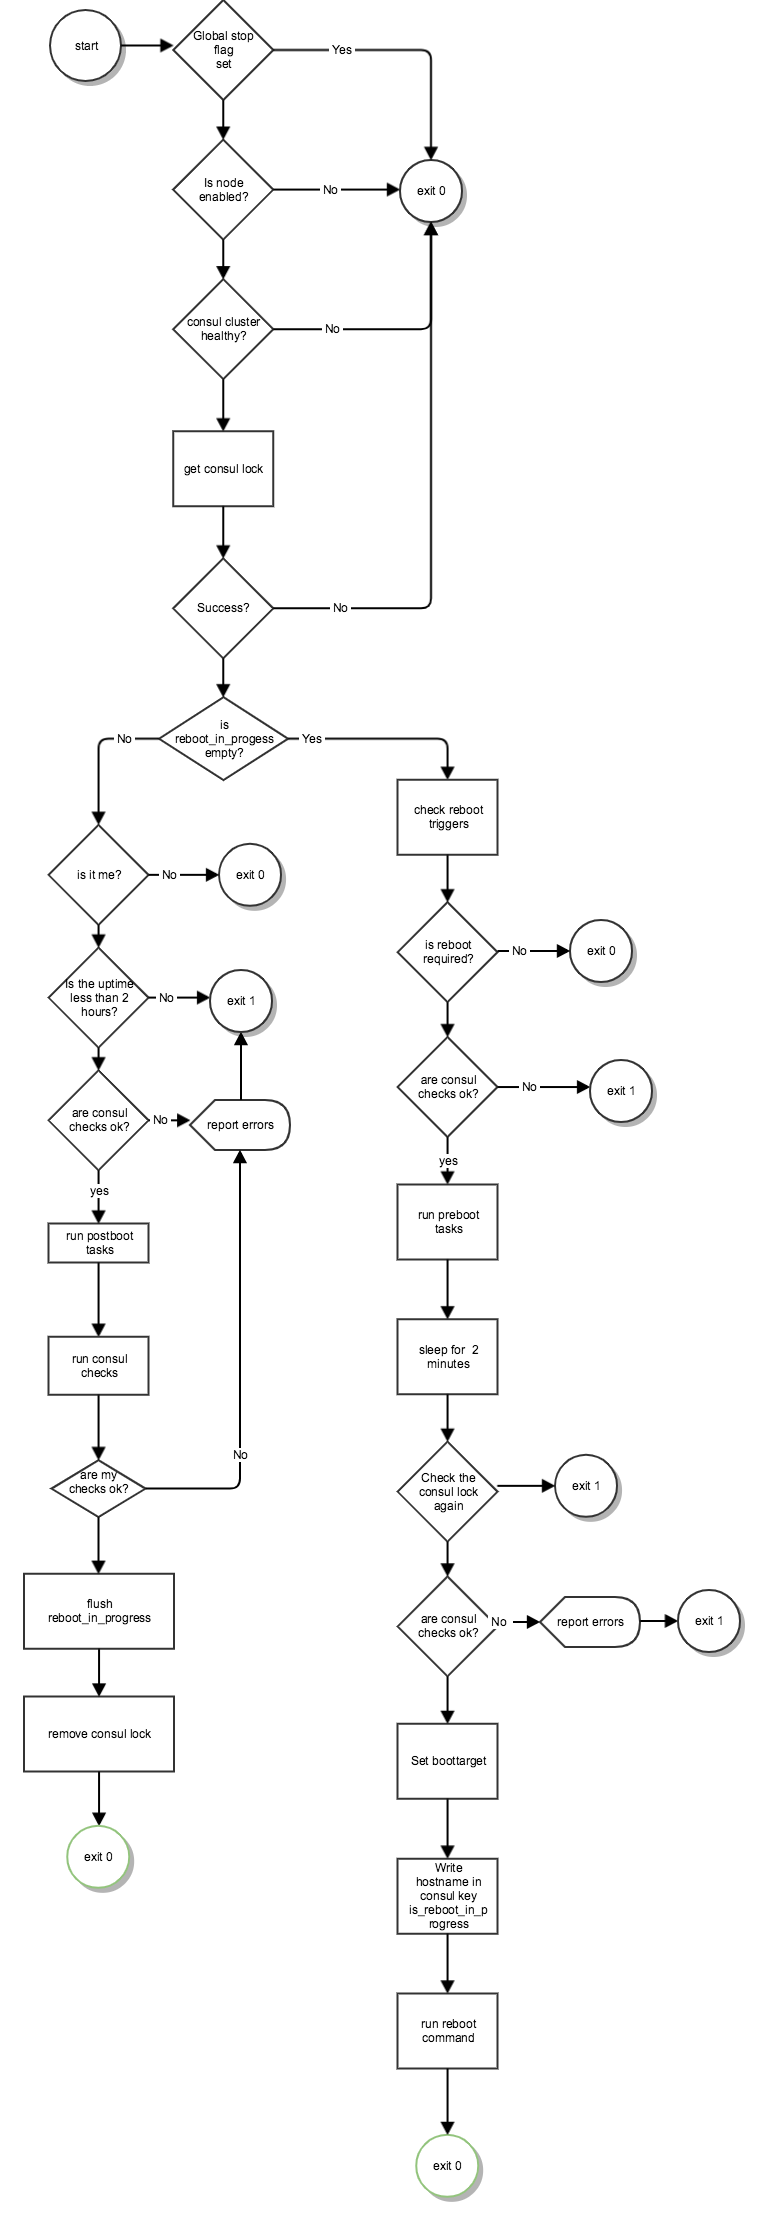 start
Global stop
flag
set
Yes
Is node
enabled?
No
exit 0
consul cluster
healthy?
No
get consul lock
Success?
No
is
reboot_in_progess
empty?
No
Yes
check reboot
triggers
is it me?
No
exit 0
is reboot
required?
No
exit 0
Is the uptime
less than 2
hours?
No
exit 1
are consul
checks ok?
No
exit 1
are consul
checks ok?
No
report errors
yes
yes
run postboot
tasks
run preboot
tasks
run consul
checks
sleep for 2
minutes
No
are my
checks ok?
Check the
consul lock
again
exit 1
flush
reboot_in_progress
are consul
checks ok?
No
report errors
exit 1
remove consul lock
Set boottarget
exit 0
Write
hostname in
consul key
is_reboot_in_p
rogress
run reboot
command
exit 0